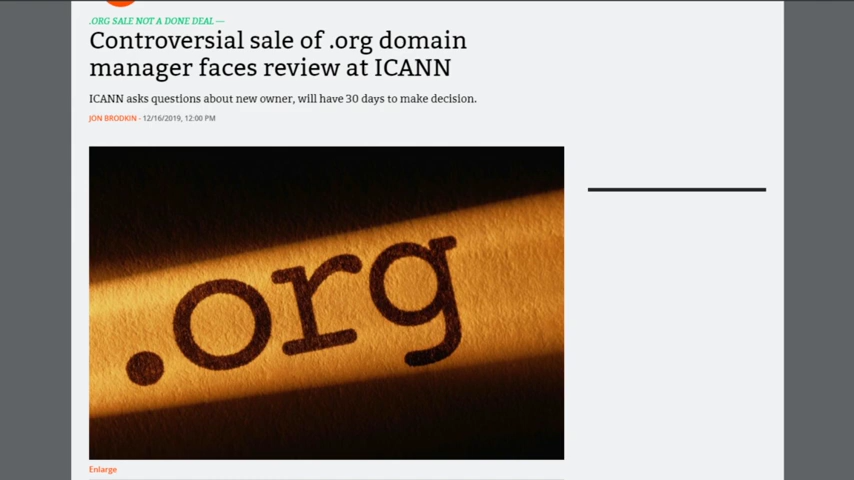 .ORG SALE NOT A DONE DEAL —
Controversial sale of .org domain
manager faces review at ICANN
ICANN asks questions about new owner, will have 30 days to make decision.
JON BRODKIN - 12/16/2019, 12:00 PM
.org
Enlarge